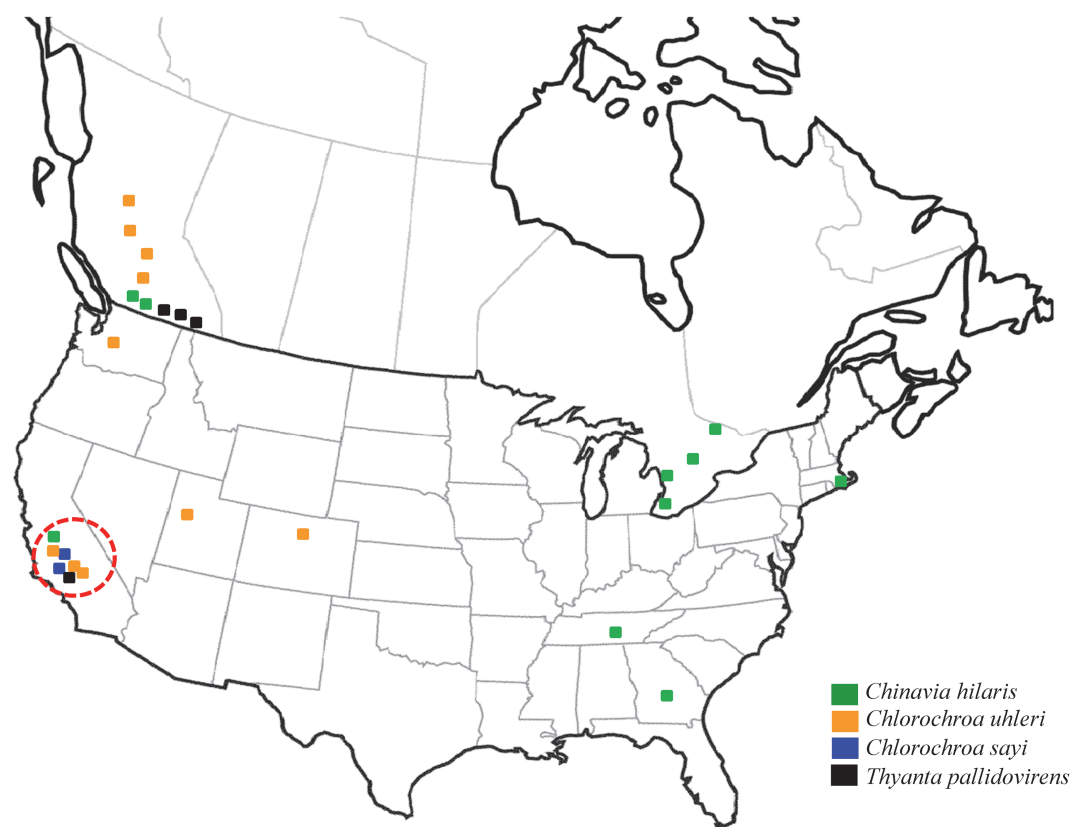 Chinavia hilaris
Chlorochroa uhleri
Chlorochroa sayi
Thyanta pallidovirens